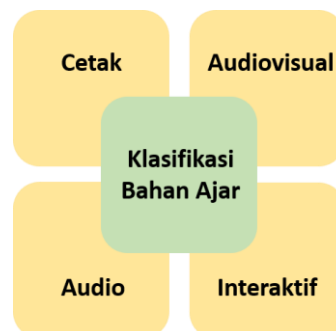 Cetak
Audiovisual
Klasifikasi
Bahan Ajar
Audio
Interaktif